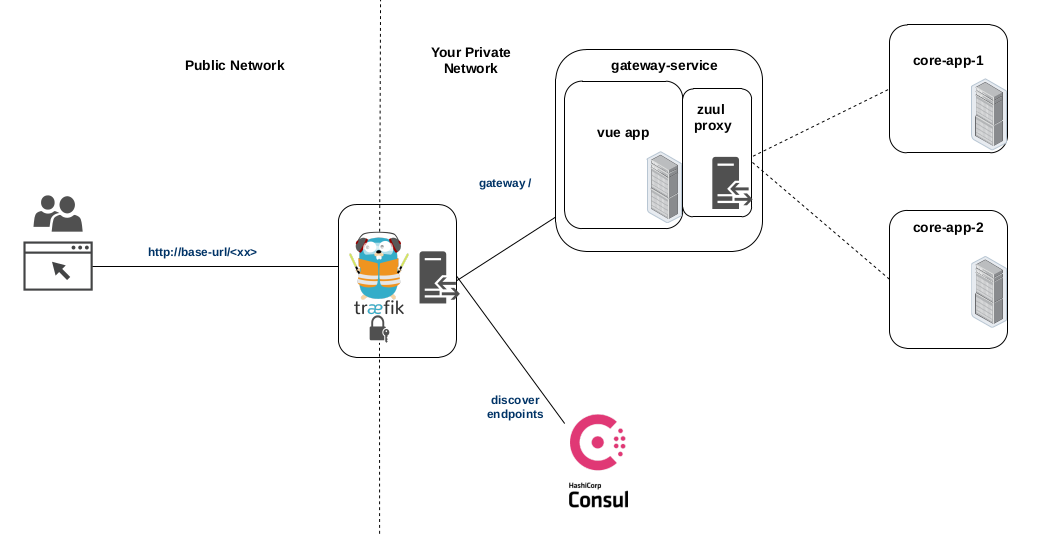 Public Network
Your Private
Network
gateway-service
vue app
zuul
proxy
core-app-1
gateway /
core-app-2
http://base-url/<xx>
træfik
discover
endpoints
HashiCorp
Consul